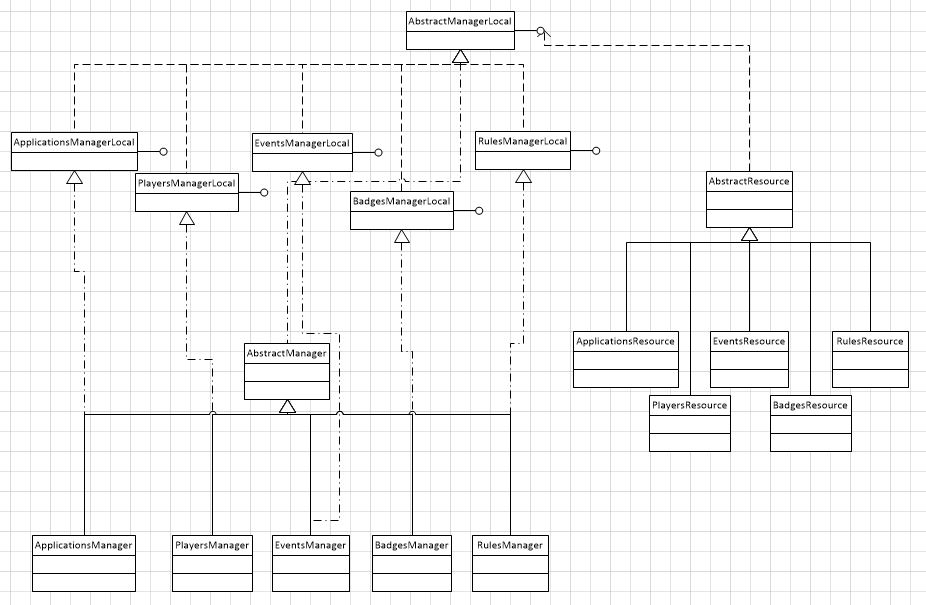 AbstractManagerLocal
ApplicationsManagerLocal
EventsManagerLocal
RulesManagerLocal
PlayersManagerLocal
BadgesManagerLocal
AbstractResource
ApplicationsResource
EventsResource
RulesResource
AbstractManager
PlayersResource
BadgesResource
ApplicationsManager
PlayersManager
EventsManager
BadgesManager
RulesManager